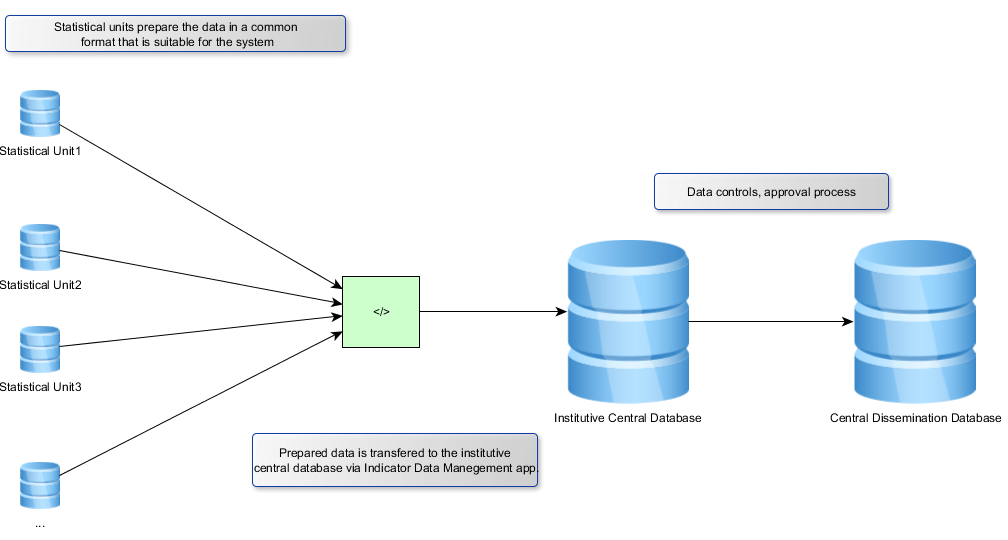 Statistical units prepare the data in a common
format that is suitable for the system
Statistical Unit1
Data controls, approval process
Statistical Unit2
</>
Statistical Unit3
Institutive Central Database
Central Dissemination Database
Prepared data is transfered to the institutive
central database via Indicator Data Menegement app.
...